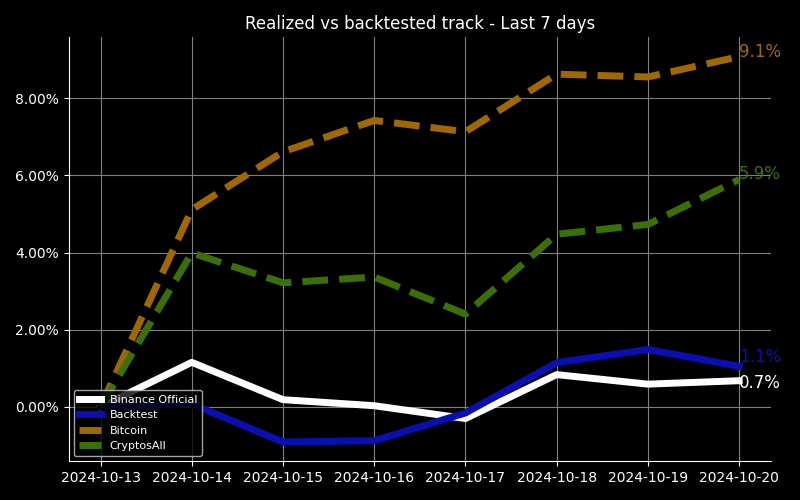 Realized vs backtested track - Last 7 days
9.1%
8.00%
6.00%
5.9%
4.00%
2.00%
1.1%
0.7%
0.00%
Binance Official
Backtest
Bitcoin
CryptosAll
2024-10-13 2024-10-14 2024-10-15 2024-10-16 2024-10-17 2024-10-18 2024-10-19 2024-10-20